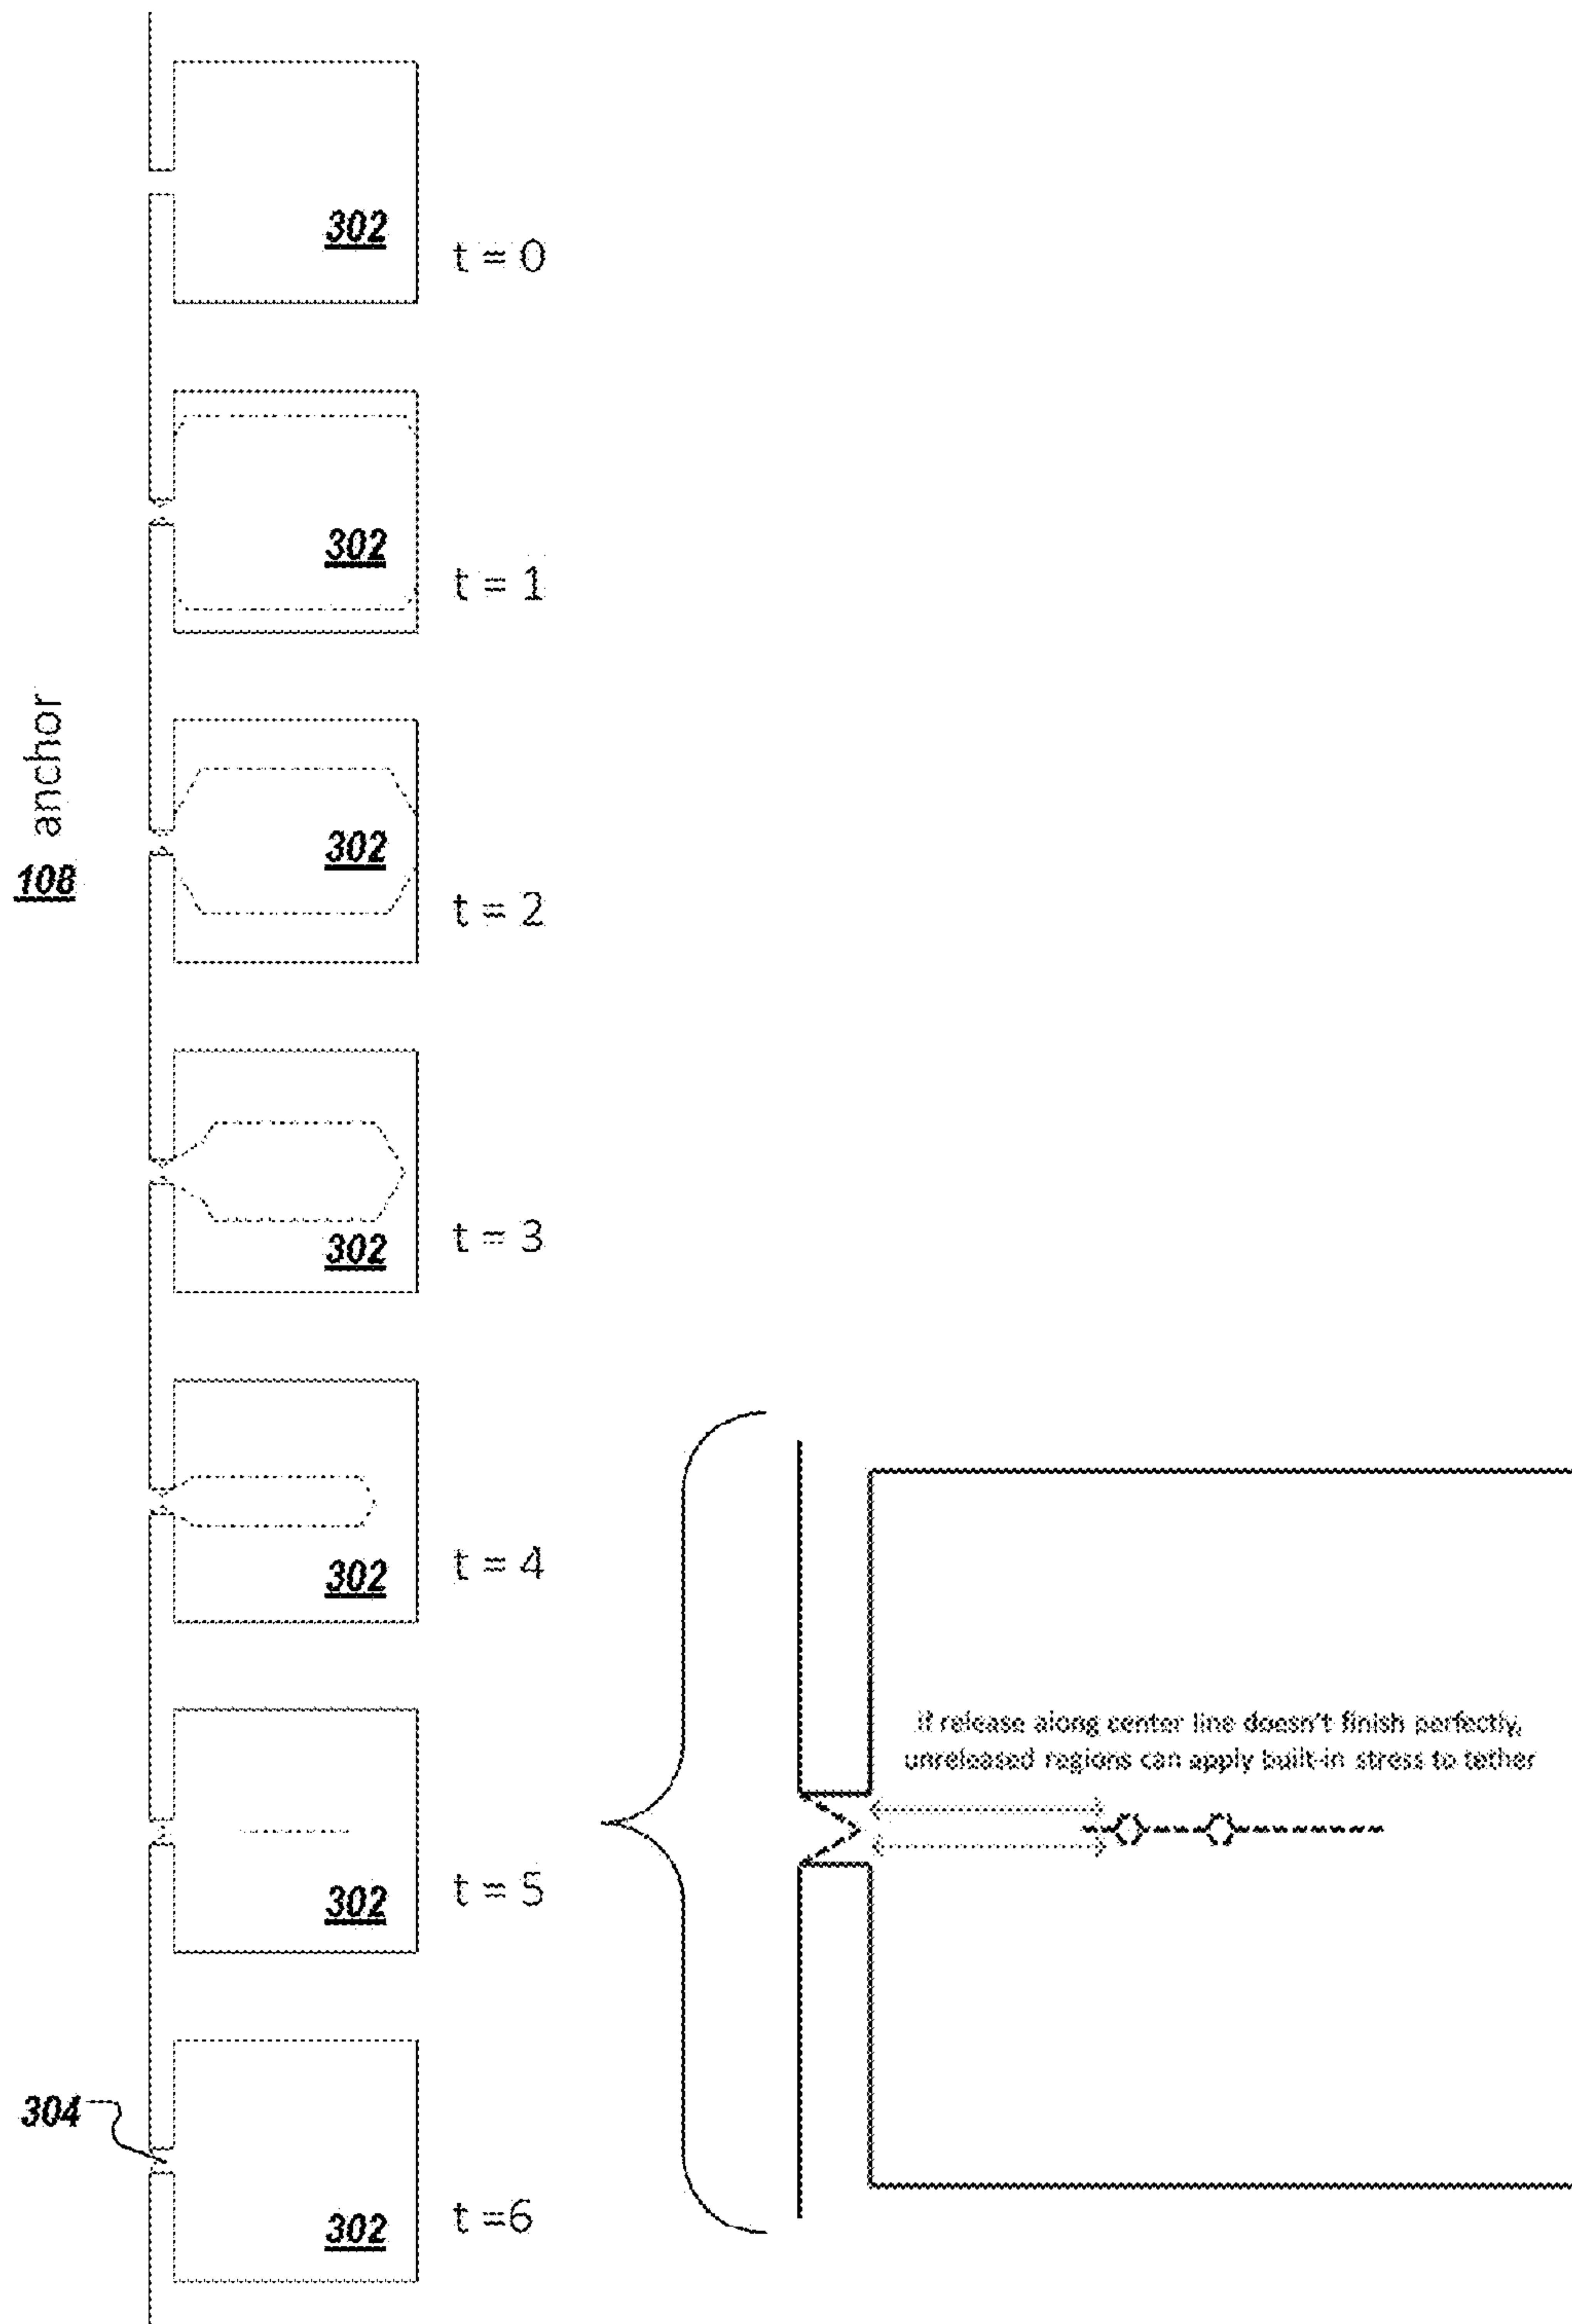 302
t = 0
302
t = 1
anchor
108
302
t = 2
302
t = 3
302
t = 4
If release along center line doesn't finish perfectly,
unreleased regions can apply built-in stress to tether
302
t = 5
304
302
t =6